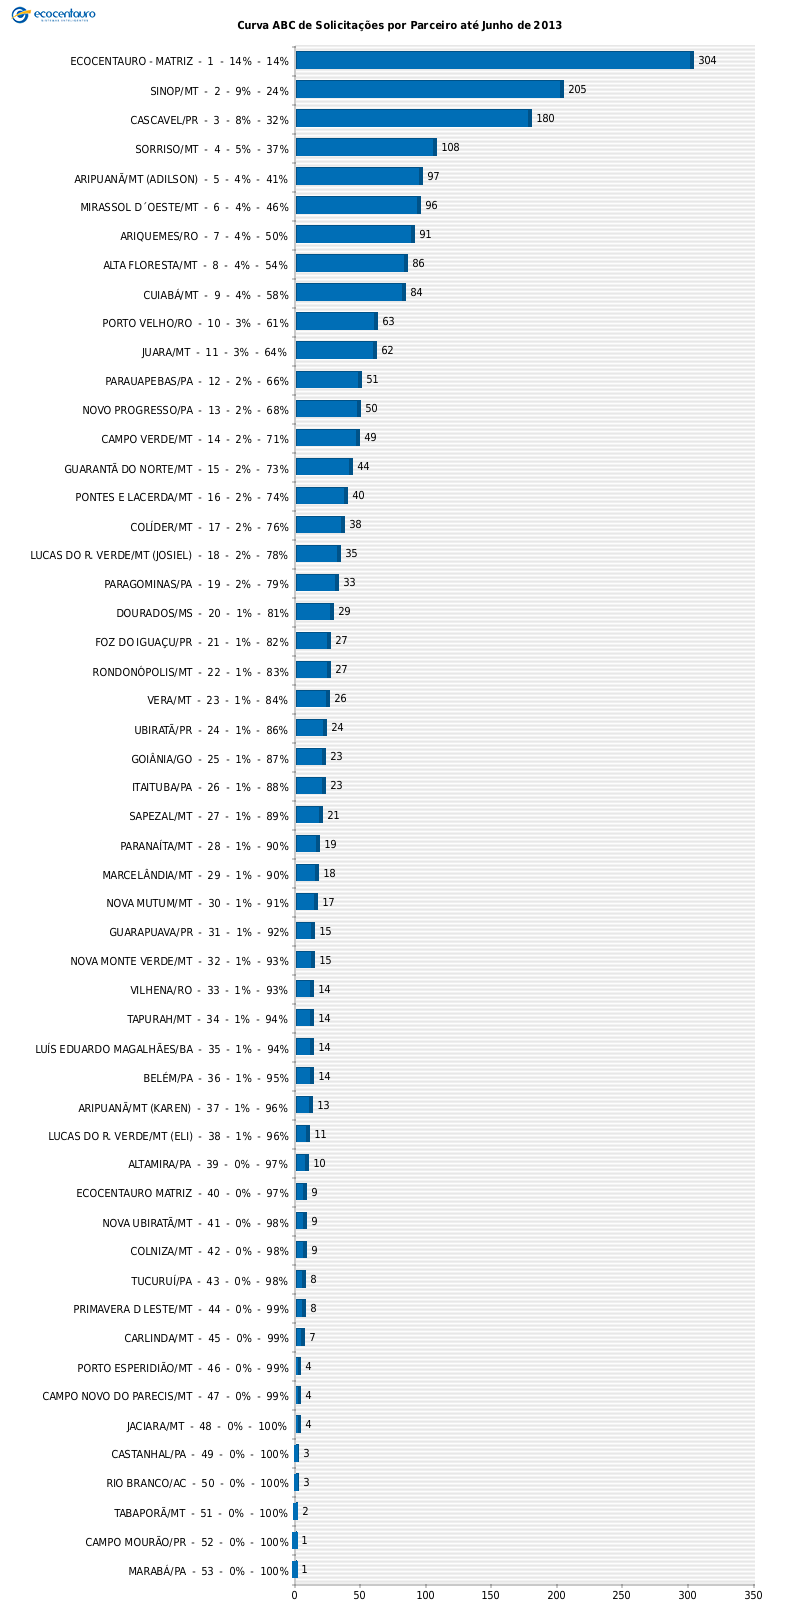 ecocentauro
Curva ABC de Solicitações por Parceiro até Junho de 2013
ECOCENTAURO - MATRIZ - 1 - 14% - 14% 304
SINOP/MT - 2 - 9% - 24% 205
CASCAVEL/PR - 3 - 8% - 32% 180
SORRISO/MT - 4 - 5% - 37% 108
ARIPUANÃ/MT (ADILSON) - 5 - 4% - 41% 97
MIRASSOL D´OESTE/MT - 6 - 4% - 46% 96
ARIQUEMES/RO - 7 - 4% - 50% 91
ALTA FLORESTA/MT - 8 - 4% - 54% 86
CUIABÁ/MT - 9 - 4% - 58% 84
PORTO VELHO/RO - 10 - 3% - 61% 63
JUARA/MT - 11 - 3% - 64% 62
PARAUAPEBAS/PA - 12 - 2% - 66% 51
NOVO PROGRESSO/PA - 13 - 2% - 68% 50
CAMPO VERDE/MT - 14 - 2% - 71% 49
GUARANTÃ DO NORTE/MT - 15 - 2% - 73% 44
PONTES E LACERDA/MT - 16 - 2% - 74% 40
COLÍDER/MT - 17 - 2% - 76% 38
LUCAS DO R. VERDE/MT (JOSIEL) - 18 - 2% - 78% 35
PARAGOMINAS/PA - 19 - 2% - 79% 33
DOURADOS/MS - 20 - 1% - 81% 29
FOZ DO IGUAÇU/PR - 21 - 1% - 82% 27
RONDONÓPOLIS/MT - 22 - 1% - 83% 27
VERA/MT - 23 - 1% - 84% 26
UBIRATÃ/PR - 24 - 1% - 86% 24
GOIÂNIA/GO - 25 - 1% - 87% 23
ITAITUBA/PA - 26 - 1% - 88% 23
SAPEZAL/MT - 27 - 1% - 89% 21
PARANAÍTA/MT - 28 - 1% - 90% 19
MARCELÂNDIA/MT - 29 - 1% - 90% 18
NOVA MUTUM/MT - 30 - 1% - 91% 17
GUARAPUAVA/PR - 31 - 1% - 92% 15
NOVA MONTE VERDE/MT - 32 - 1% - 93% 15
VILHENA/RO - 33 - 1% - 93% 14
TAPURAH/MT - 34 - 1% - 94% 14
LUÍS EDUARDO MAGALHÃES/BA - 35 - 1% - 94% 14
BELÉM/PA - 36 - 1% - 95% 14
ARIPUANÃ/MT (KAREN) - 37 - 1% - 96% 13
LUCAS DO R. VERDE/MT (ELI) - 38 - 1% - 96% 11
ALTAMIRA/PA - 39 - 0% - 97% 10
ECOCENTAURO MATRIZ - 40 - 0% - 97% 9
NOVA UBIRATÃ/MT - 41 - 0% - 98% 9
COLNIZA/MT - 42 - 0% - 98% 9
TUCURUÍ/PA - 43 - 0% - 98% 8
PRIMAVERA D LESTE/MT - 44 - 0% - 99% 8
CARLINDA/MT - 45 - 0% - 99% 7
PORTO ESPERIDIÃO/MT - 46 - 0% - 99% 4
CAMPO NOVO DO PARECIS/MT - 47 - 0% - 99% 4
JACIARA/MT - 48 - 0% - 100% 4
CASTANHAL/PA - 49 - 0% - 100% 3
RIO BRANCO/AC - 50 - 0% - 100% 3
TABAPORÃ/MT - 51 - 0% - 100% 2
CAMPO MOURÃO/PR - 52 - 0% - 100% 1
MARABÁ/PA - 53 - 0% - 100% 1
0 50 100 150 200 250 300 350